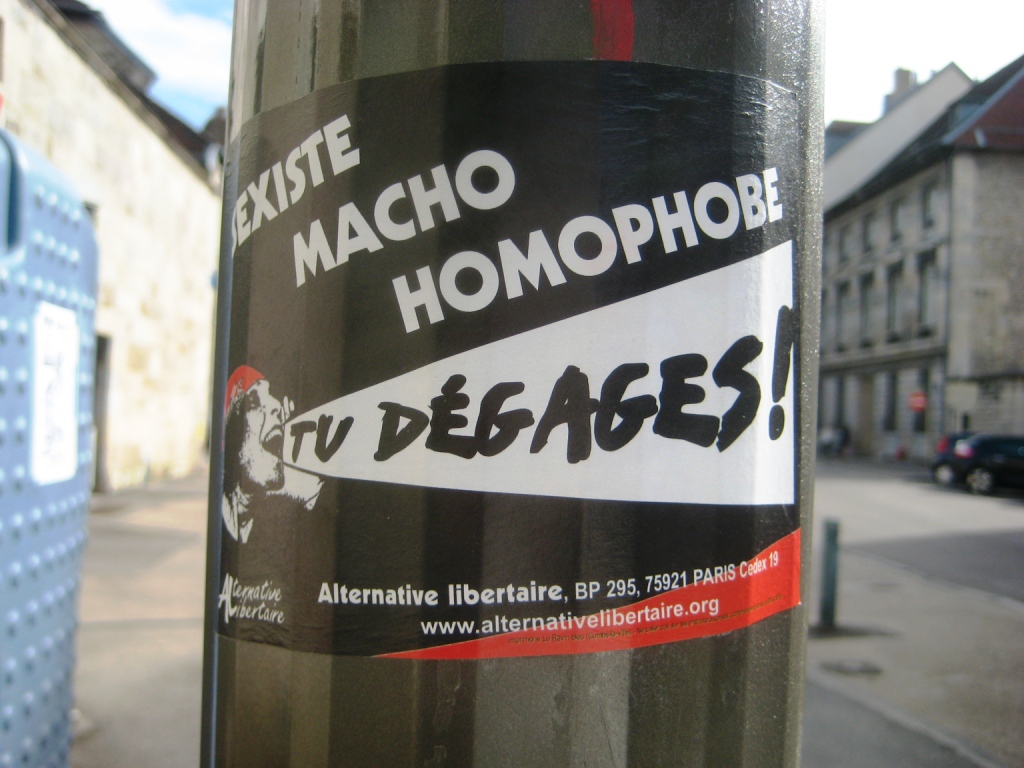 SEXISTE
MACHO
HOMOPHOBE
TU DÉGAGES!
Alternative
Libertaire
Alternative libertaire, BP 295, 75921 PARIS Cedex 19
www.alternativelibertaire.org